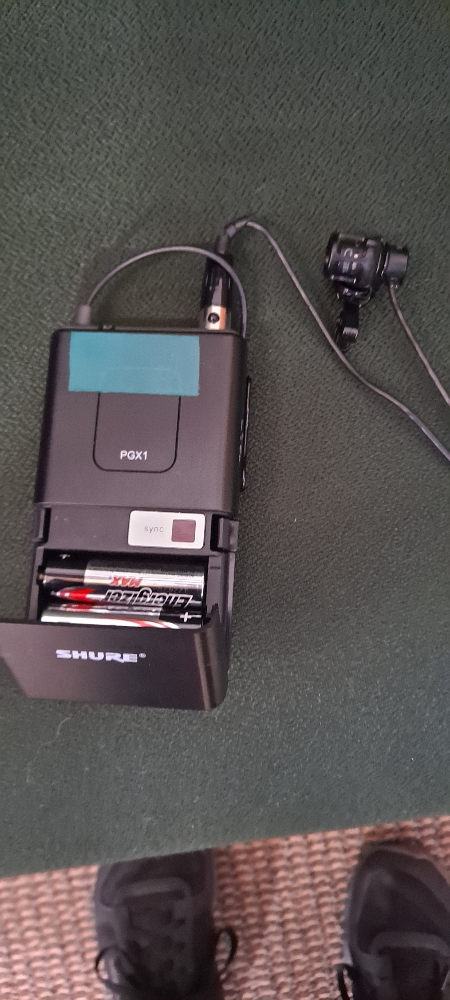 PGX1
sync
MAX
Energizer
+
SHURE®